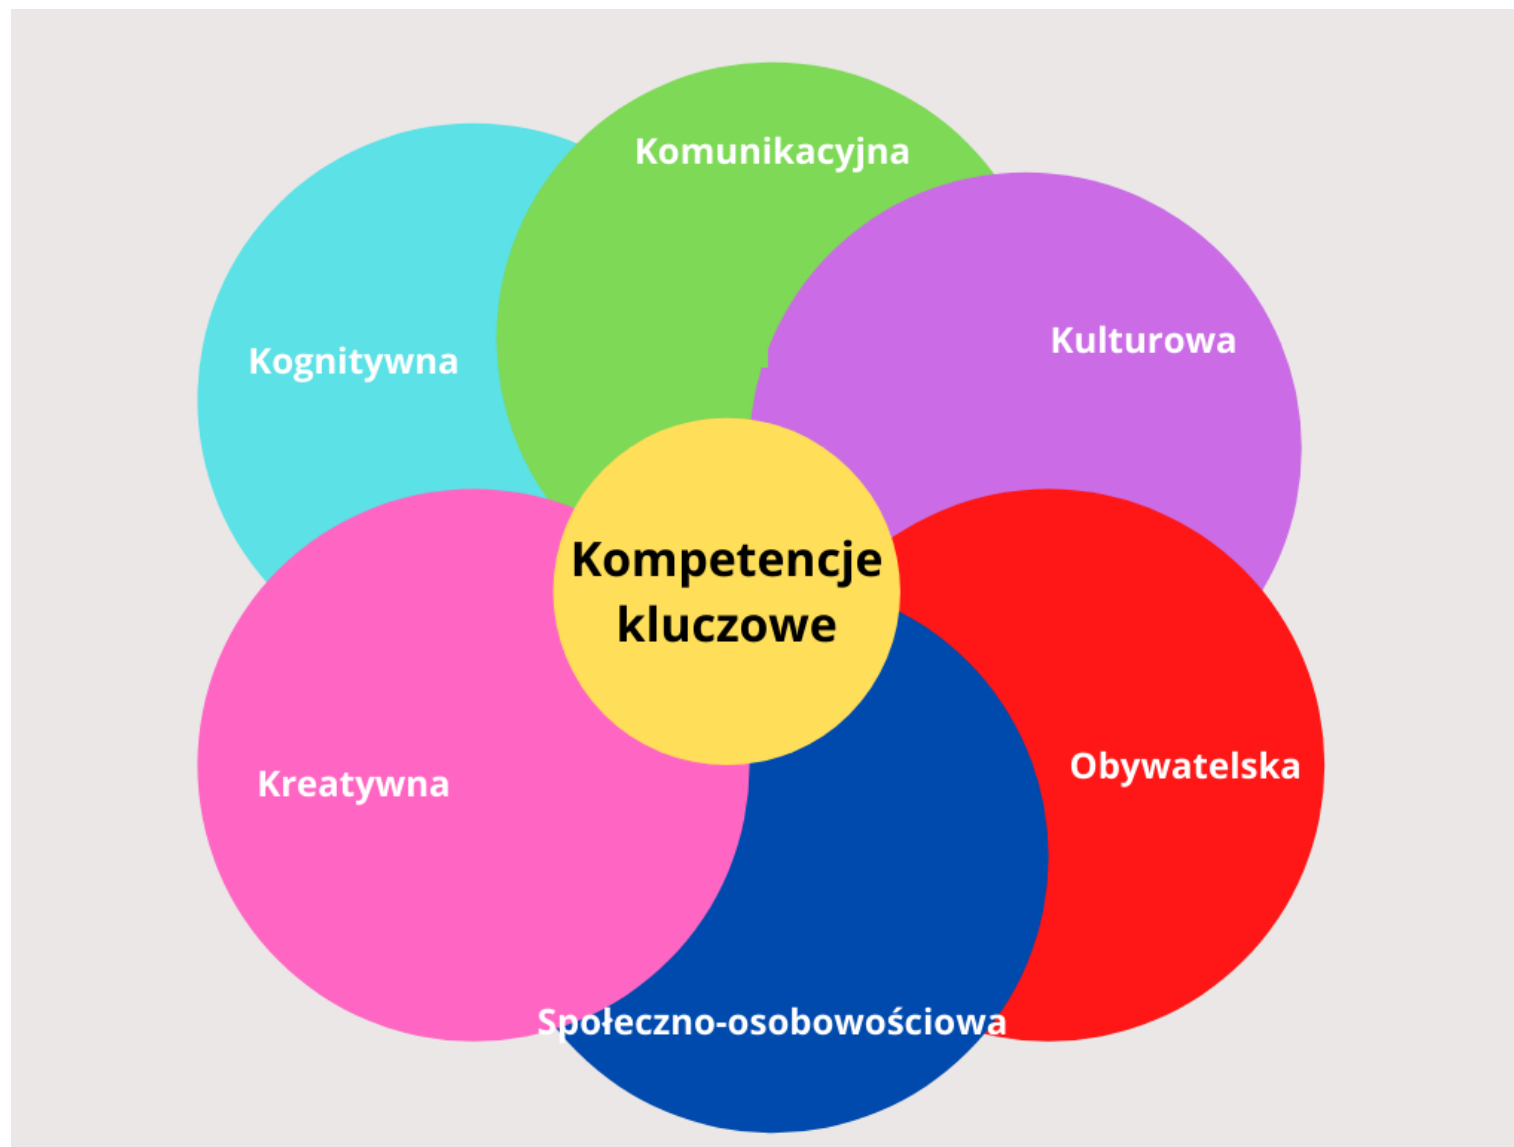 Komunikacyjna
Kulturowa
Kognitywna
Kompetencje
kluczowe
Obywatelska
Kreatywna
Społeczno-osobowościowa